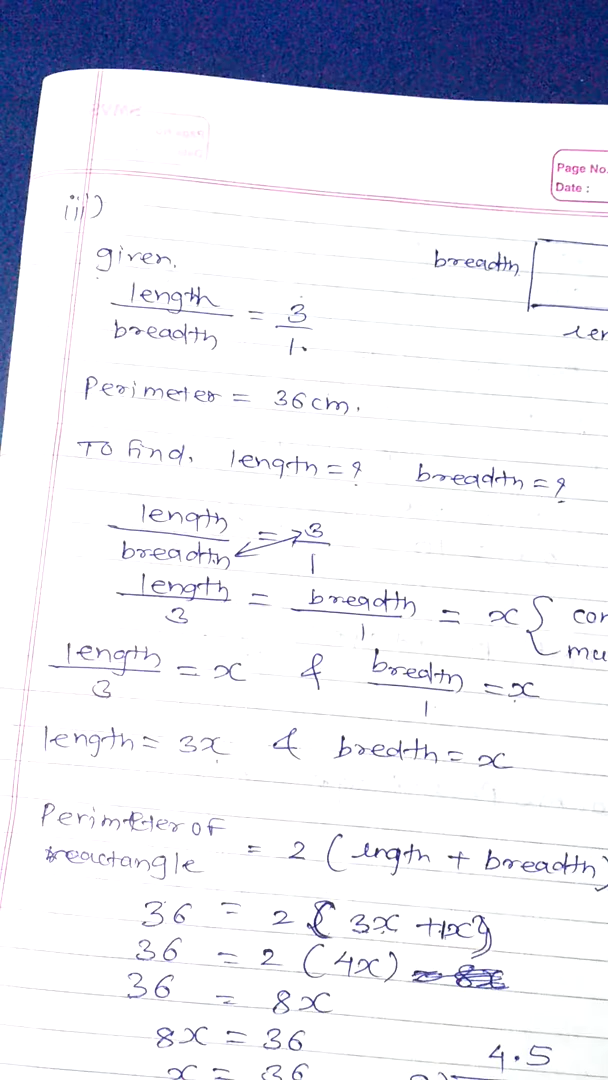 Page No.
Date :
iii)
given.
breadth
length / breadth = 3 / 1.
Perimeter = 36 cm.
To find. length = ? breadth = ?
length / breadth = 3 / 1
length / 3 = breadth / 1 = x {
length / 3 = x & bredth / 1 = x
length = 3x & bredth = x
Perimeter of
reactangle = 2 ( length + breadth )
36 = 2 { 3x + 1x }
36 = 2 ( 4x )
36 = 8x
8x = 36
4.5
x = 36